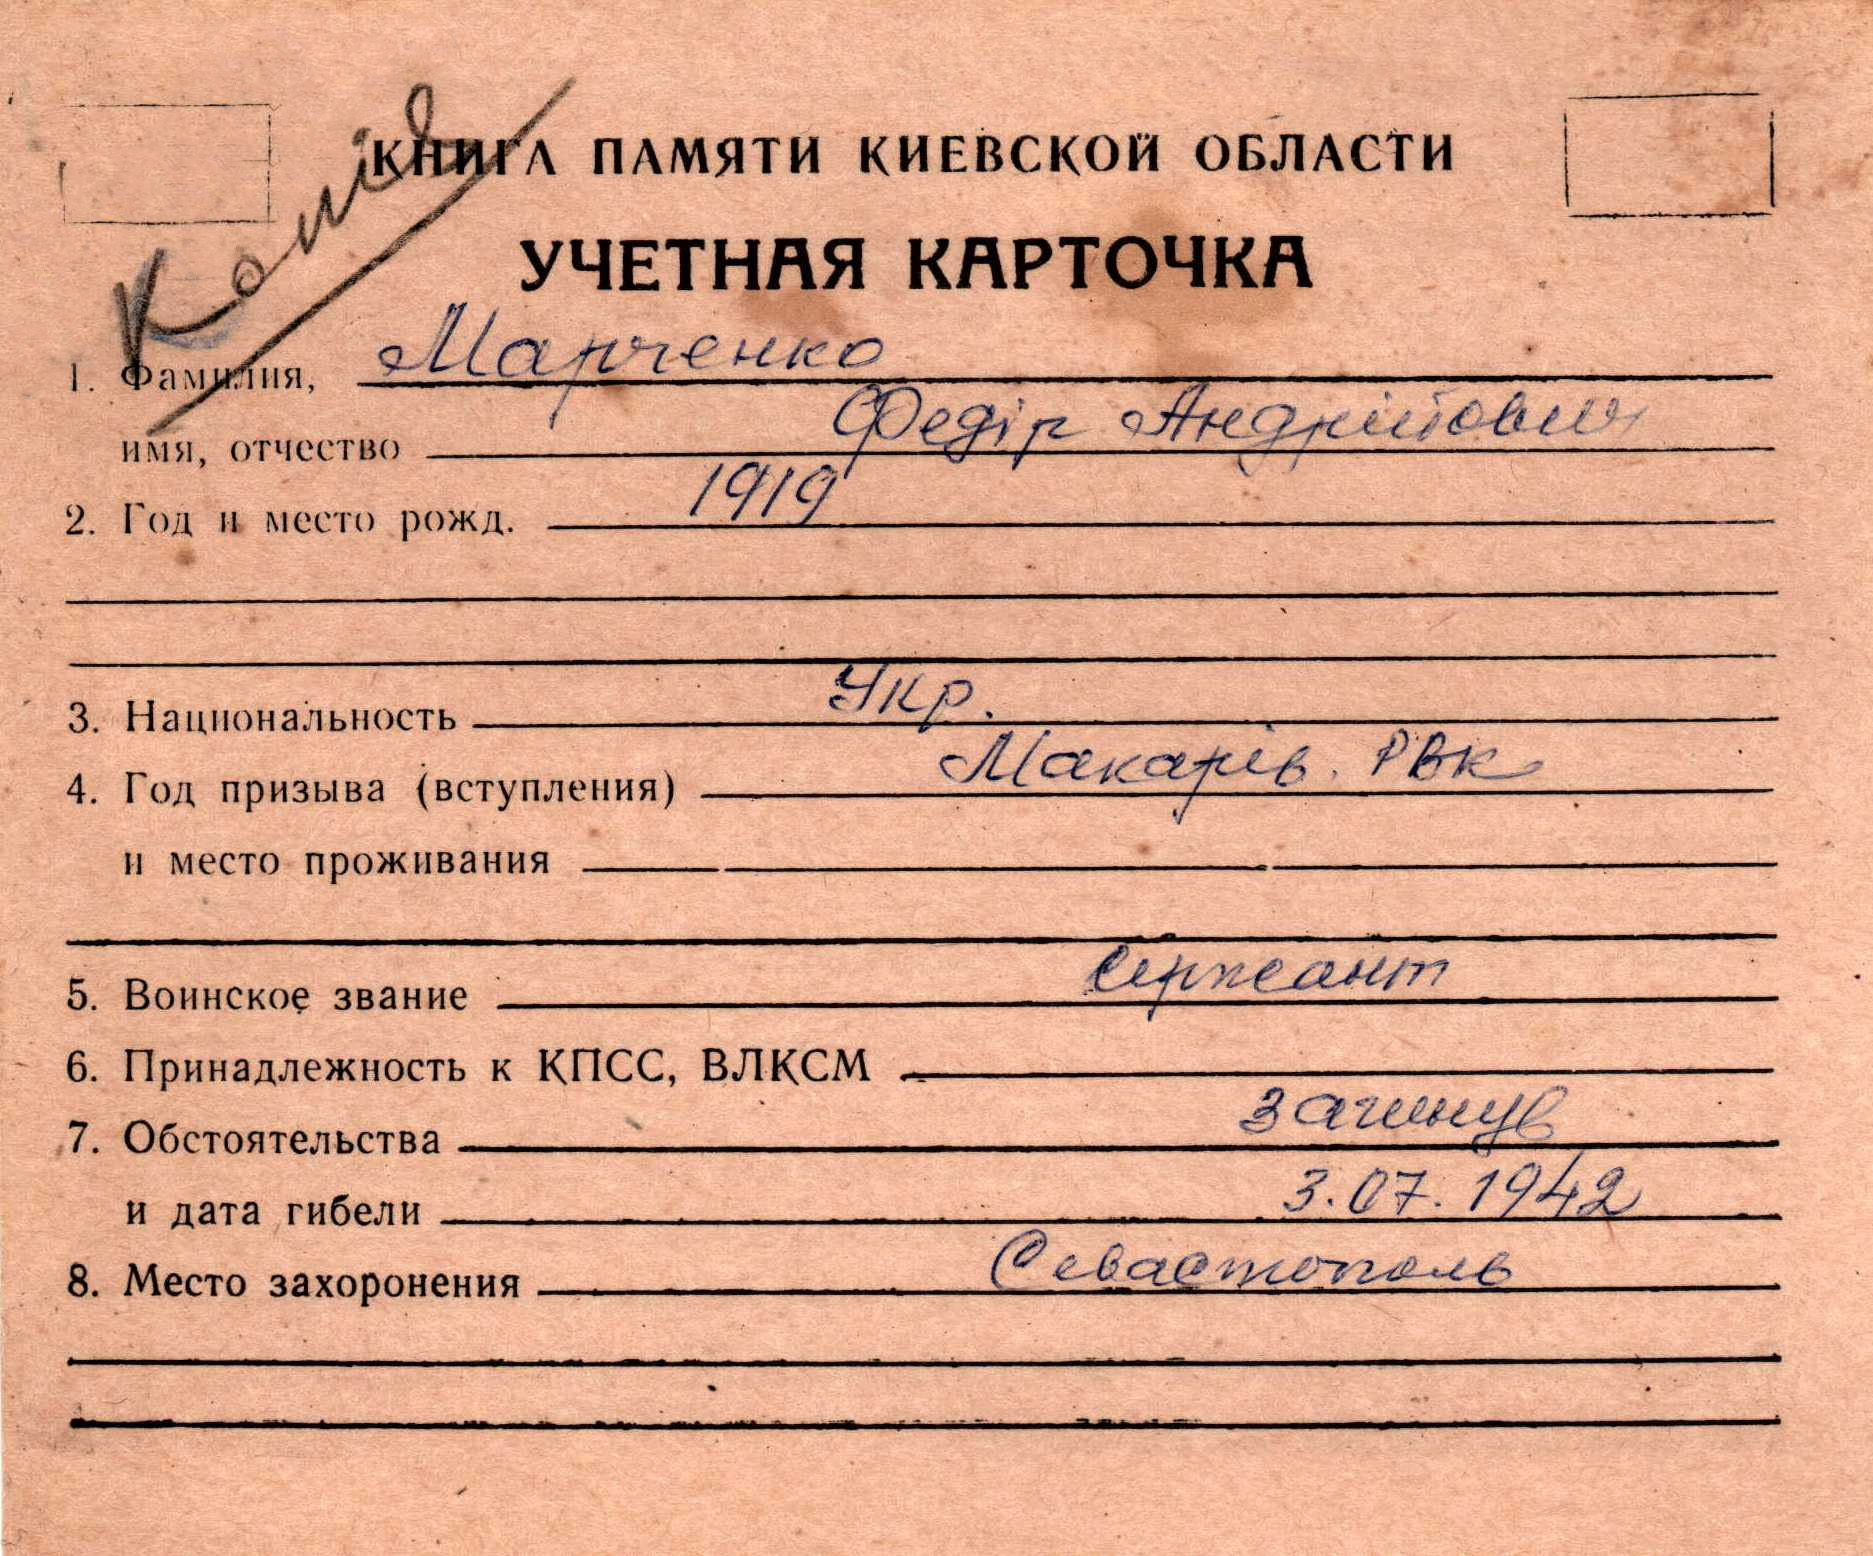 Копія
КНИГА ПАМЯТИ КИЕВСКОЙ ОБЛАСТИ
УЧЕТНАЯ КАРТОЧКА
1. Фамилия, Марченко
имя, отчество Федір Андрійович
2. Год и место рожд. 1919
3. Национальность Укр.
4. Год призыва (вступления) Макарів. РВК
и место проживания
5. Воинское звание сержант
6. Принадлежность к КПСС, ВЛКСМ
7. Обстоятельства загинув
и дата гибели 3.07.1942
8. Место захоронения Севастополь